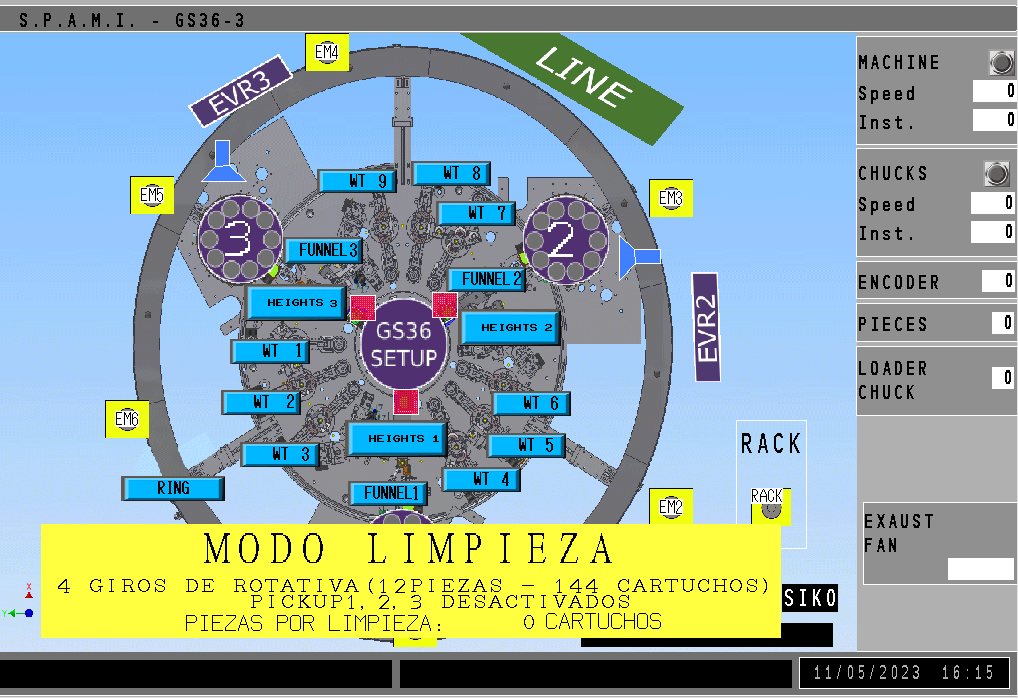 S.P.A.M.I. - GS36-3
EM4
LINE
EVR3
MACHINE
Speed 0
Inst. 0
WT 9
WT 8
CHUCKS
EM5
EM3
Speed 0
WT 7
Inst. 0
3
2
FUNNEL3
FUNNEL2
ENCODER 0
HEIGHTS 3
HEIGHTS 2
EVR2
GS36
SETUP
PIECES 0
WT 1
LOADER
CHUCK
0
WT 2
WT 6
EM6
HEIGHTS 1
WT 5
RACK
WT 3
WT 4
RING
FUNNEL1
RACK
EM2
EXAUST
FAN
MODO LIMPIEZA
4 GIROS DE ROTATIVA(12PIEZAS - 144 CARTUCHOS)
PICKUP1, 2, 3 DESACTIVADOS
PIEZAS POR LIMPIEZA: 0 CARTUCHOS
SIKO
X
Y
11/05/2023 16:15